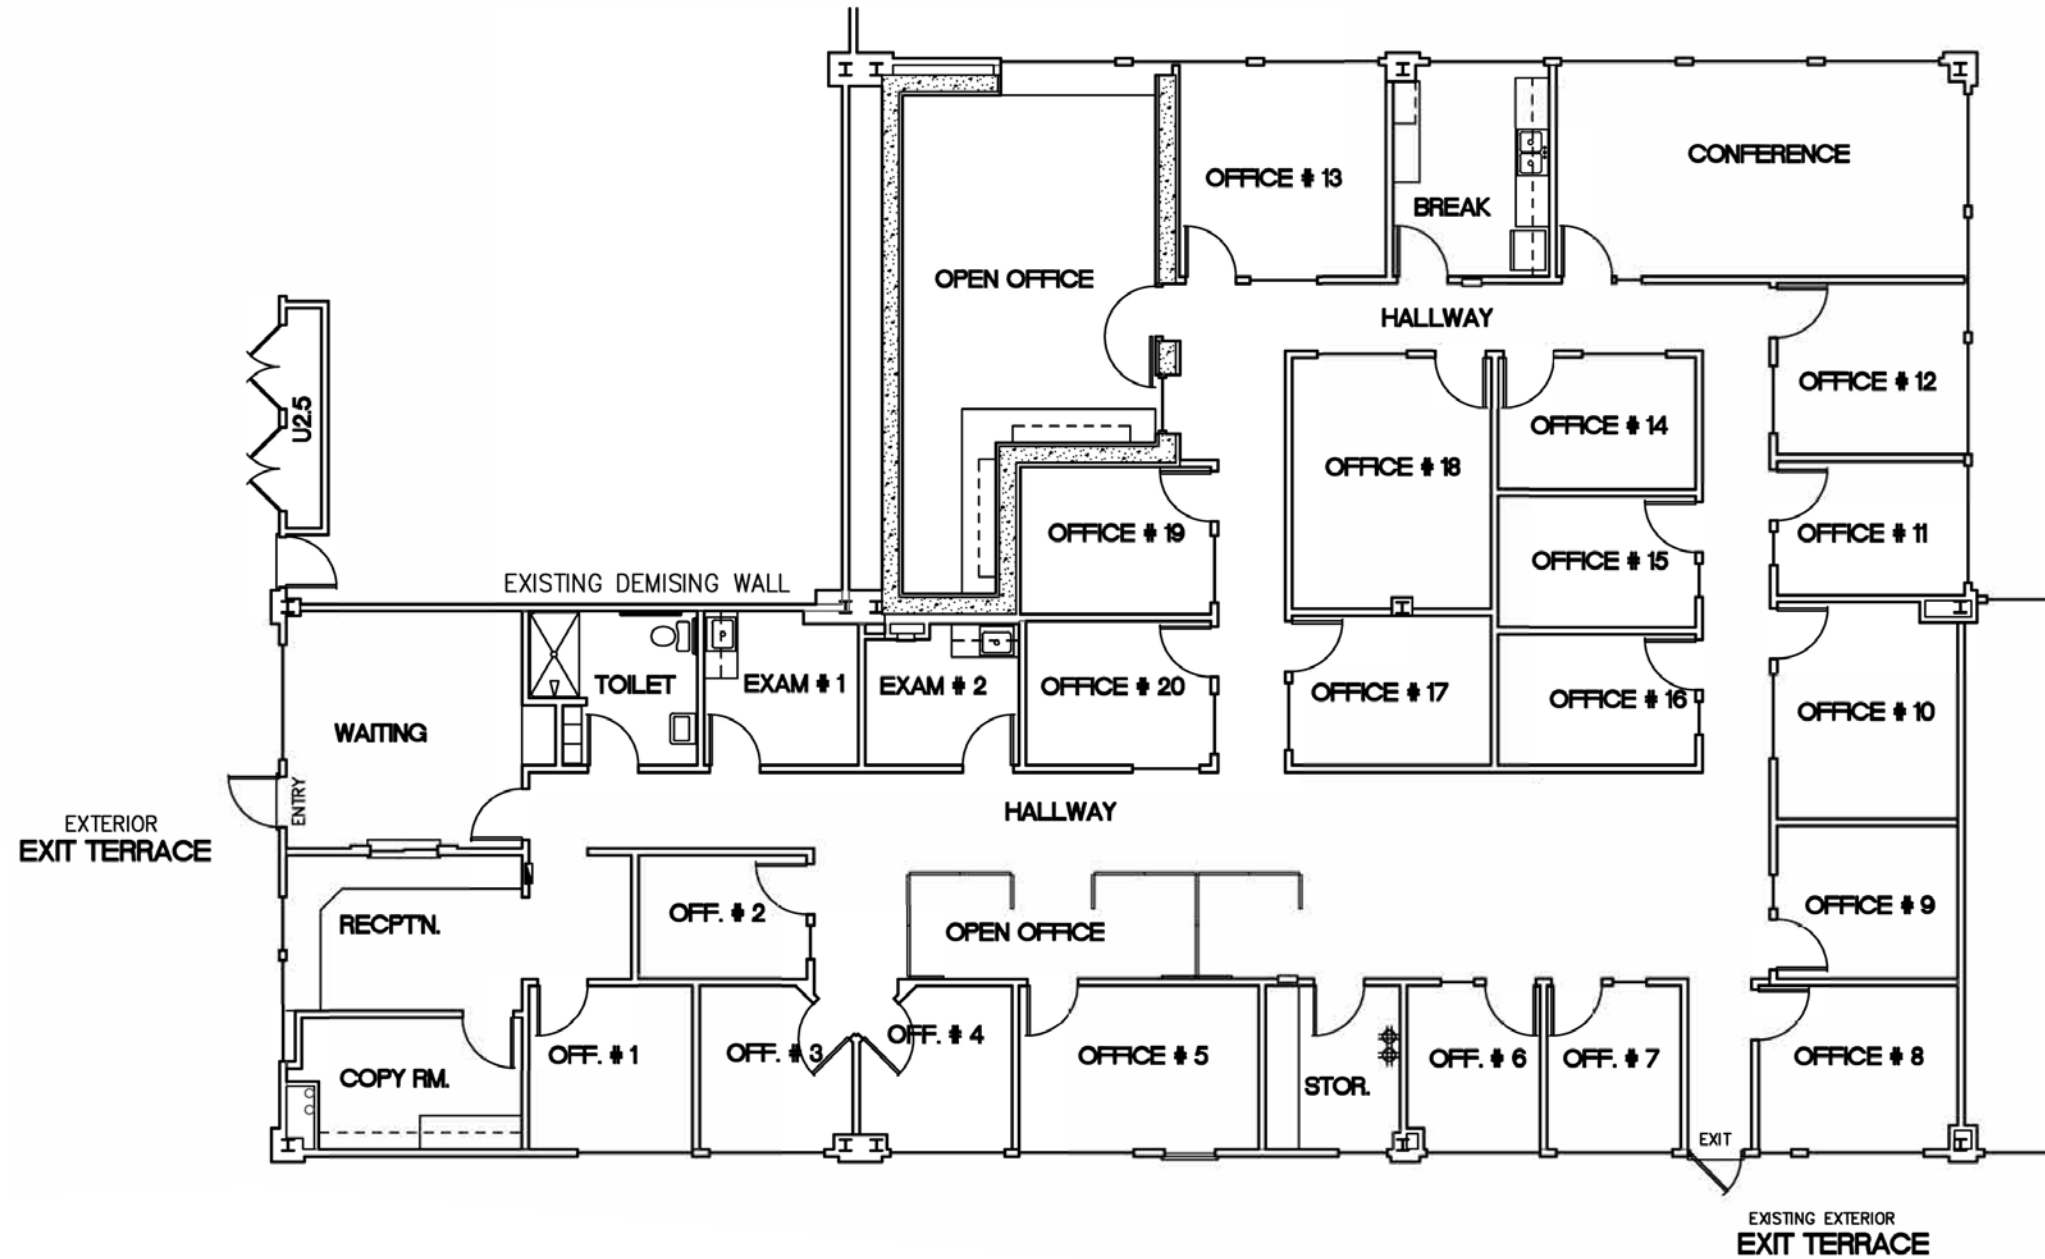 CONFERENCE
OFFICE # 13
BREAK
OPEN OFFICE
HALLWAY
OFFICE # 12
U2.5
OFFICE # 14
OFFICE # 18
OFFICE # 19
OFFICE # 11
OFFICE # 15
EXISTING DEMISING WALL
TOILET
EXAM # 1
EXAM # 2
OFFICE # 20
OFFICE # 17
OFFICE # 16
OFFICE # 10
WAITING
ENTRY
EXTERIOR
EXIT TERRACE
HALLWAY
RECPT'N.
OFF. # 2
OPEN OFFICE
OFFICE # 9
COPY RM.
OFF. # 1
OFF. # 3
OFF. # 4
OFFICE # 5
STOR.
OFF. # 6
OFF. # 7
OFFICE # 8
EXIT
EXISTING EXTERIOR
EXIT TERRACE